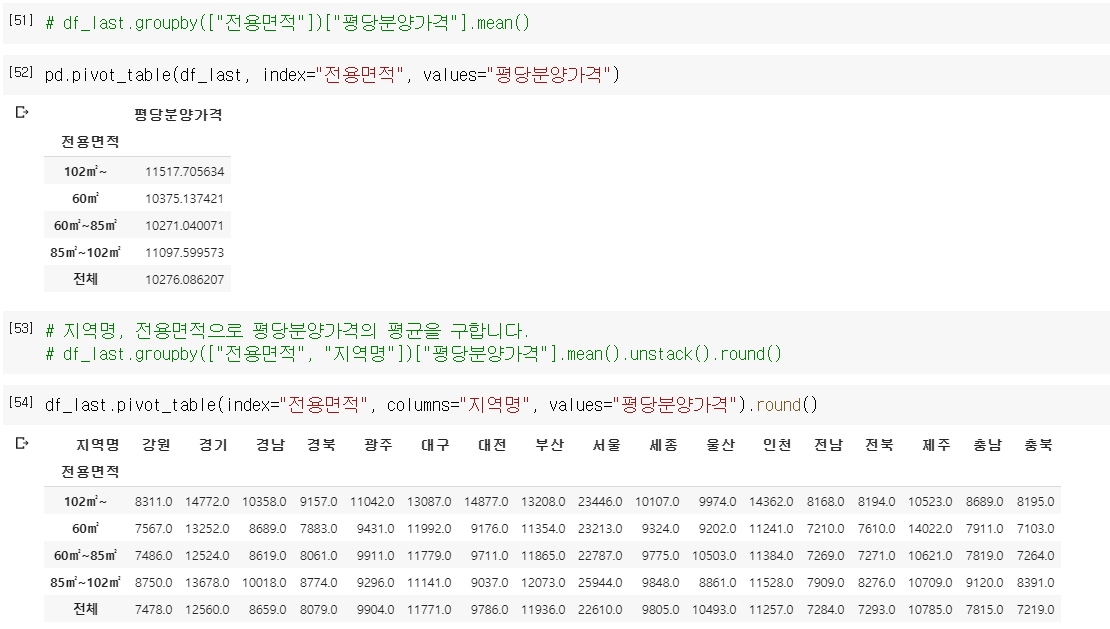 [51] # df_last.groupby(["전용면적"])["평당분양가격"].mean()
[52] pd.pivot_table(df_last, index="전용면적", values="평당분양가격")
평당분양가격
전용면적
102㎡~ 11517.705634
60㎡ 10375.137421
60㎡~85㎡ 10271.040071
85㎡~102㎡ 11097.599573
전체 10276.086207
[53] # 지역명, 전용면적으로 평당분양가격의 평균을 구합니다.
# df_last.groupby(["전용면적", "지역명"])["평당분양가격"].mean().unstack().round()
[54] df_last.pivot_table(index="전용면적", columns="지역명", values="평당분양가격").round()
지역명 강원 경기 경남 경북 광주 대구 대전 부산 서울 세종 울산 인천 전남 전북 제주 충남 충북
전용면적
102㎡~ 8311.0 14772.0 10358.0 9157.0 11042.0 13087.0 14877.0 13208.0 23446.0 10107.0 9974.0 14362.0 8168.0 8194.0 10523.0 8689.0 8195.0
60㎡ 7567.0 13252.0 8689.0 7883.0 9431.0 11992.0 9176.0 11354.0 23213.0 9324.0 9202.0 11241.0 7210.0 7610.0 14022.0 7911.0 7103.0
60㎡~85㎡ 7486.0 12524.0 8619.0 8061.0 9911.0 11779.0 9711.0 11865.0 22787.0 9775.0 10503.0 11384.0 7269.0 7271.0 10621.0 7819.0 7264.0
85㎡~102㎡ 8750.0 13678.0 10018.0 8774.0 9296.0 11141.0 9037.0 12073.0 25944.0 9848.0 8861.0 11528.0 7909.0 8276.0 10709.0 9120.0 8391.0
전체 7478.0 12560.0 8659.0 8079.0 9904.0 11771.0 9786.0 11936.0 22610.0 9805.0 10493.0 11257.0 7284.0 7293.0 10785.0 7815.0 7219.0